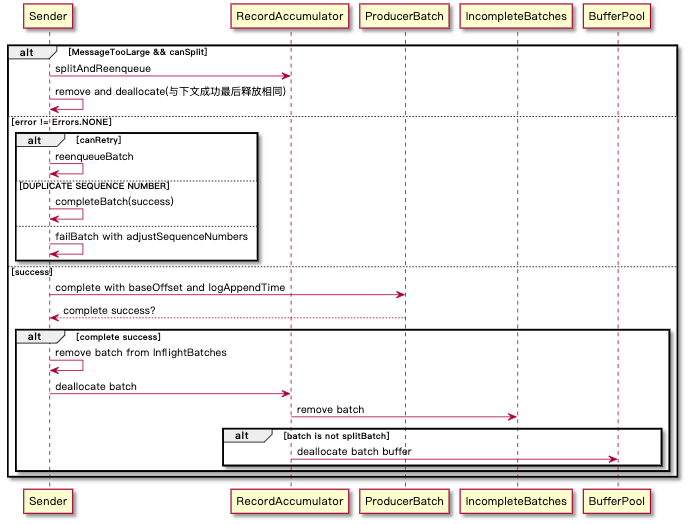 Sender RecordAccumulator ProducerBatch IncompleteBatches BufferPool
alt [MessageTooLarge && canSplit]
splitAndReenqueue
remove and deallocate(与下文成功最后释放相同)
[error != Errors.NONE]
alt [canRetry]
reenqueueBatch
[DUPLICATE SEQUENCE NUMBER]
completeBatch(success)
failBatch with adjustSequenceNumbers
[success]
complete with baseOffset and logAppendTime
complete success?
alt [complete success]
remove batch from InflightBatches
deallocate batch
remove batch
alt [batch is not splitBatch]
deallocate batch buffer
Sender RecordAccumulator ProducerBatch IncompleteBatches BufferPool